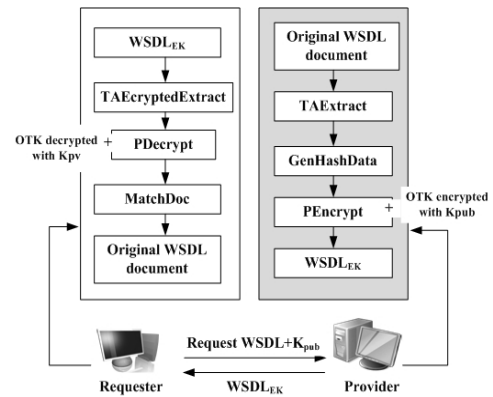 WSDL_EK
TAEcryptedExtract
OTK decrypted +
with Kpv
PDecrypt
MatchDoc
Original WSDL
document
Original WSDL
document
TAExtract
GenHashData
PEncrypt
+ OTK encrypted
with Kpub
WSDL_EK
Request WSDL+K_pub
WSDL_EK
Requester
Provider